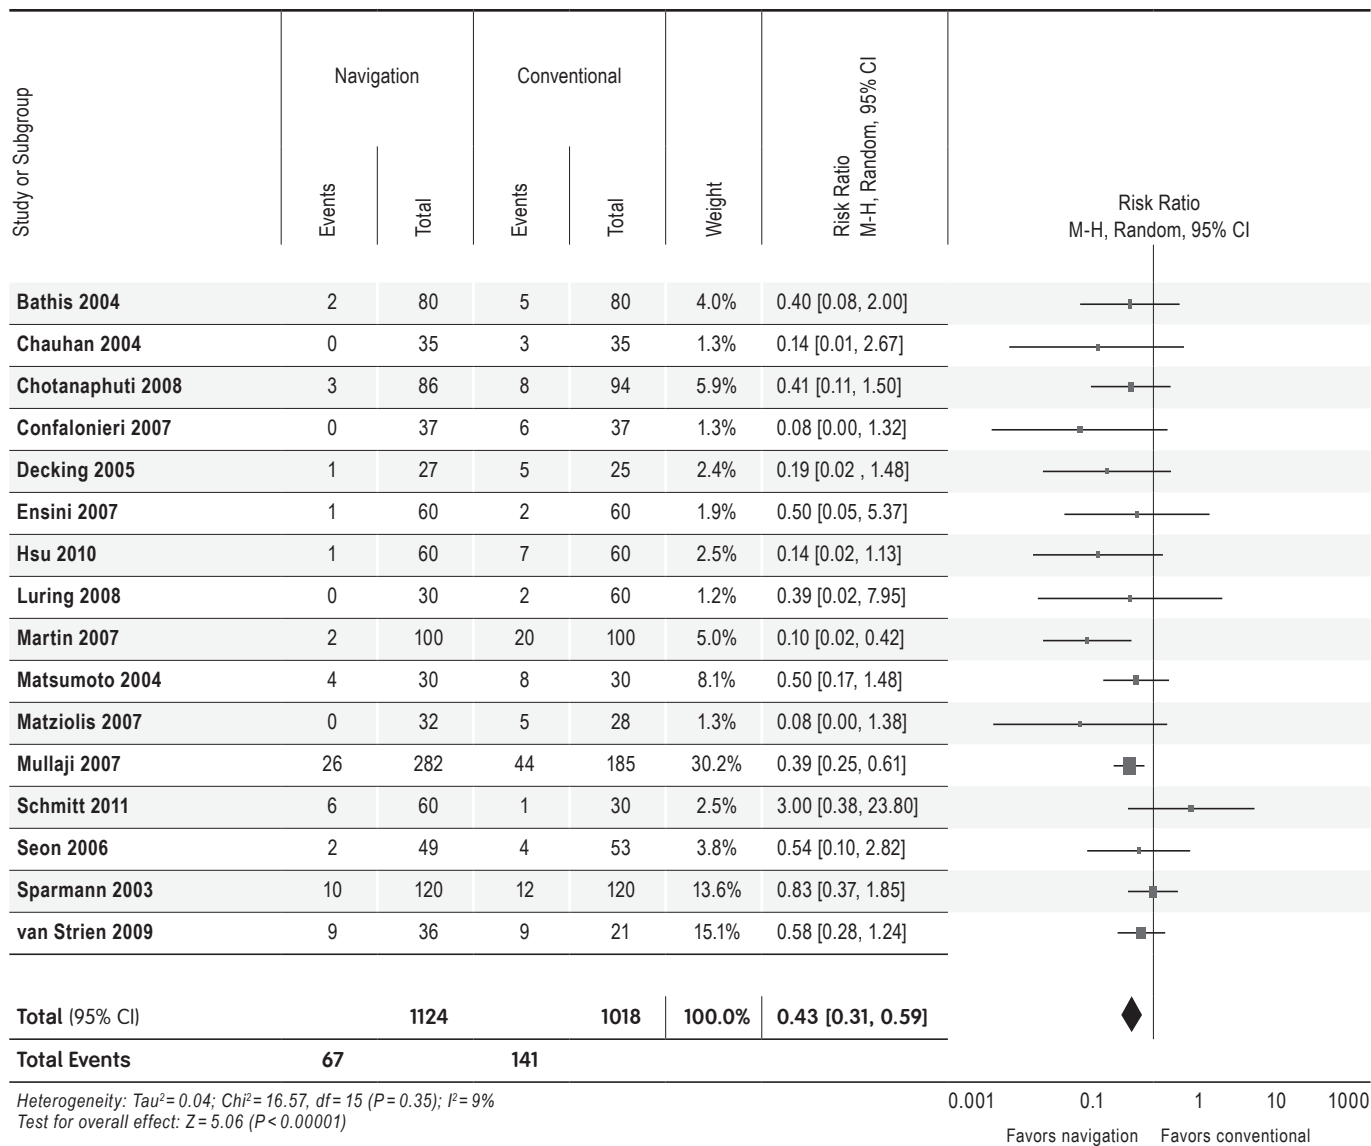 Study or Subgroup
Navigation
Conventional
Events
Total
Events
Total
Weight
Risk Ratio
M-H, Random, 95% CI
Risk Ratio
M-H, Random, 95% CI
Bathis 2004 2 80 5 80 4.0% 0.40 [0.08, 2.00]
Chauhan 2004 0 35 3 35 1.3% 0.14 [0.01, 2.67]
Chotanaphuti 2008 3 86 8 94 5.9% 0.41 [0.11, 1.50]
Confalonieri 2007 0 37 6 37 1.3% 0.08 [0.00, 1.32]
Decking 2005 1 27 5 25 2.4% 0.19 [0.02 , 1.48]
Ensini 2007 1 60 2 60 1.9% 0.50 [0.05, 5.37]
Hsu 2010 1 60 7 60 2.5% 0.14 [0.02, 1.13]
Luring 2008 0 30 2 60 1.2% 0.39 [0.02, 7.95]
Martin 2007 2 100 20 100 5.0% 0.10 [0.02, 0.42]
Matsumoto 2004 4 30 8 30 8.1% 0.50 [0.17, 1.48]
Matziolis 2007 0 32 5 28 1.3% 0.08 [0.00, 1.38]
Mullaji 2007 26 282 44 185 30.2% 0.39 [0.25, 0.61]
Schmitt 2011 6 60 1 30 2.5% 3.00 [0.38, 23.80]
Seon 2006 2 49 4 53 3.8% 0.54 [0.10, 2.82]
Sparmann 2003 10 120 12 120 13.6% 0.83 [0.37, 1.85]
van Strien 2009 9 36 9 21 15.1% 0.58 [0.28, 1.24]
Total (95% CI) 1124 1018 100.0% 0.43 [0.31, 0.59]
Total Events 67 141
Heterogeneity: Tau²= 0.04; Chi²= 16.57, df= 15 (P= 0.35); I²= 9%
Test for overall effect: Z= 5.06 (P< 0.00001)
0.001 0.1 1 10 1000
Favors navigation Favors conventional